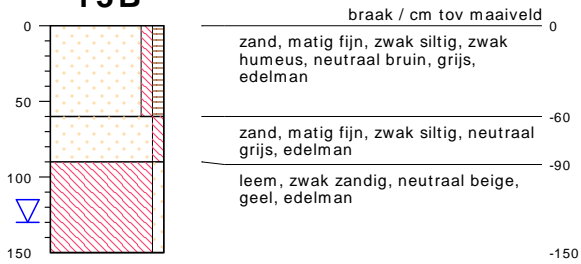 braak / cm tov maaiveld
0
0
zand, matig fijn, zwak siltig, zwak
humeus, neutraal bruin, grijs,
edelman
50
-60
zand, matig fijn, zwak siltig, neutraal
grijs, edelman
-90
100
leem, zwak zandig, neutraal beige,
geel, edelman
150
-150